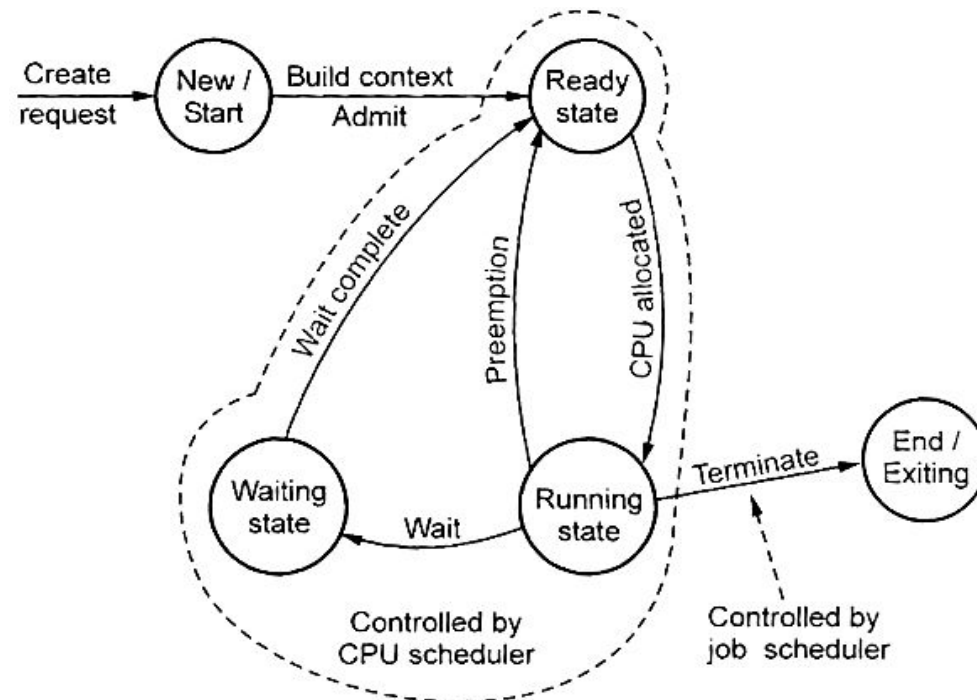 Create
request
New /
Start
Build context
Admit
Ready
state
Wait complete
Preemption
CPU allocated
Waiting
state
Wait
Running
state
Terminate
End /
Exiting
Controlled by
CPU scheduler
Controlled by
job scheduler